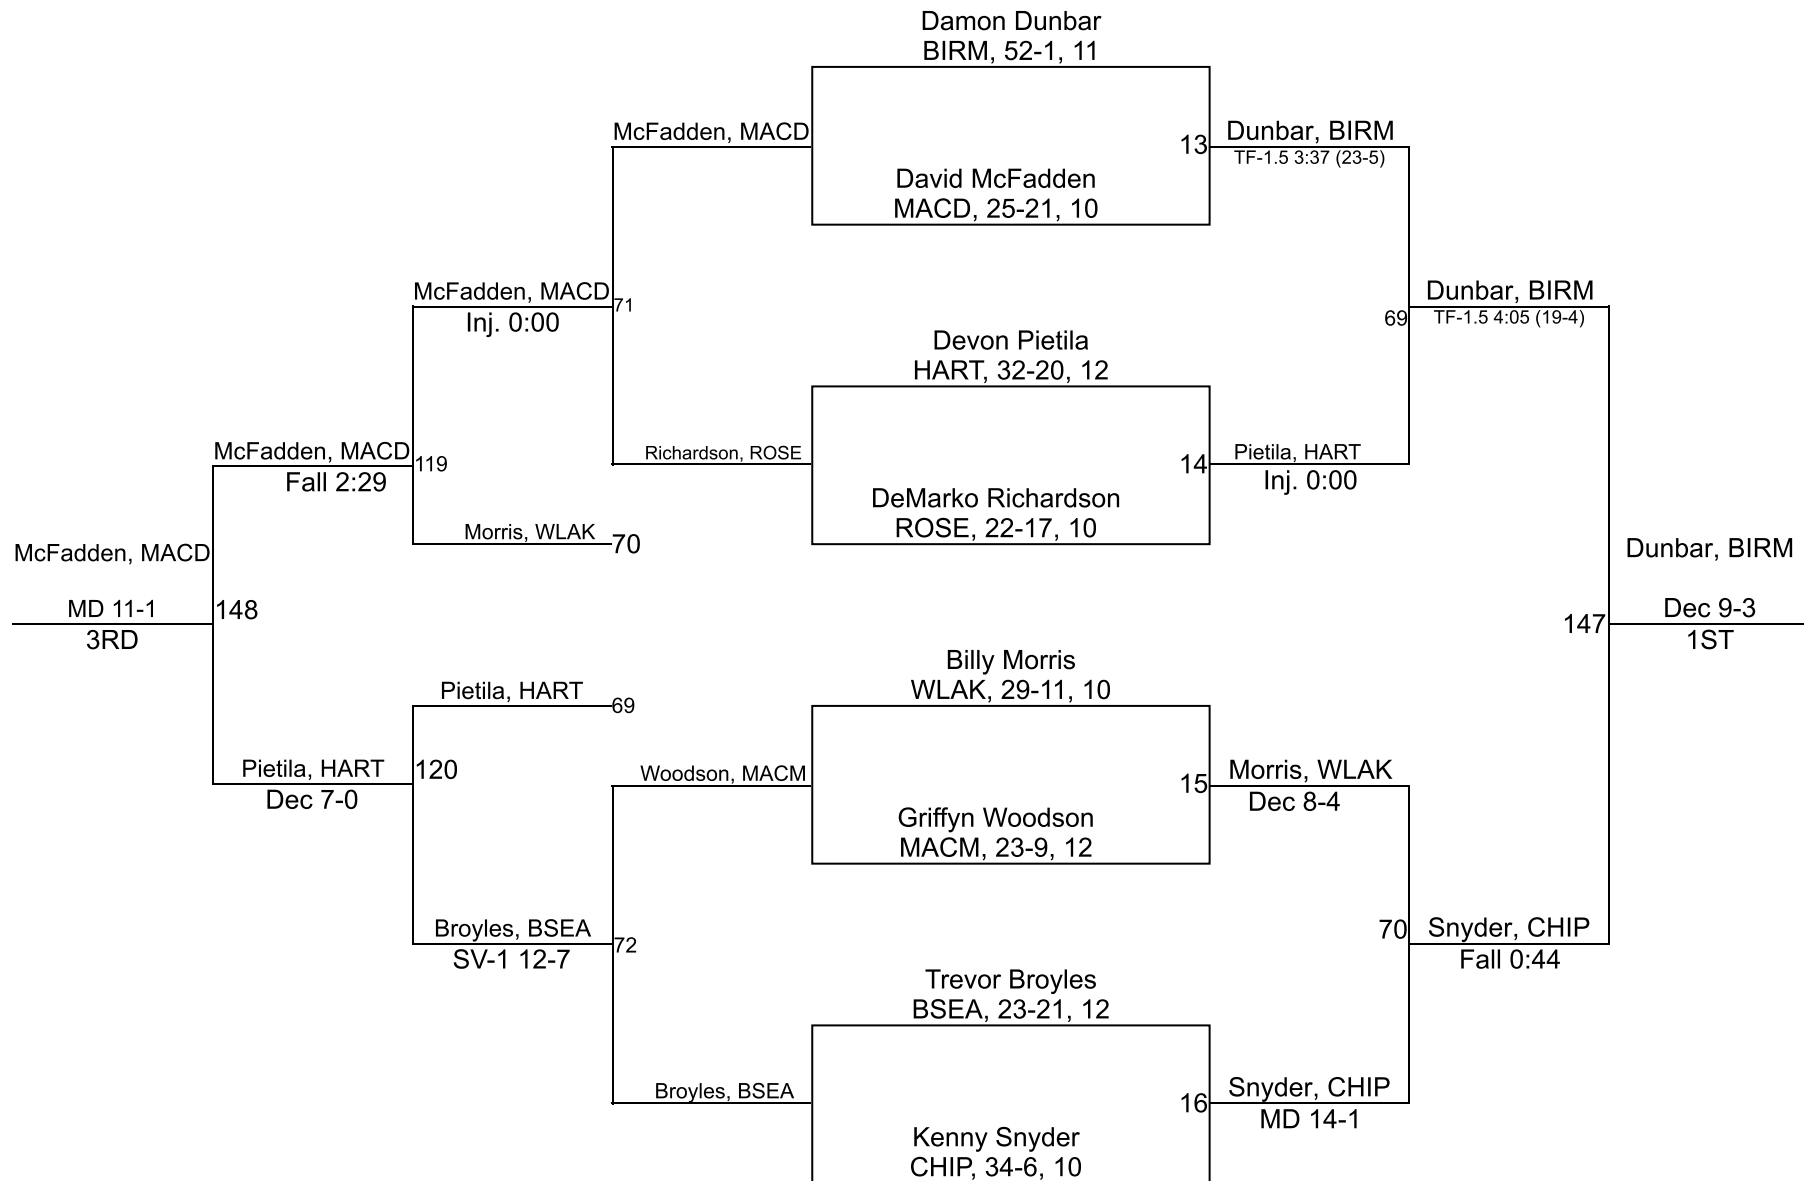 Damon Dunbar
BIRM, 52-1, 11
McFadden, MACD
13
Dunbar, BIRM
TF-1.5 3:37 (23-5)
David McFadden
MACD, 25-21, 10
McFadden, MACD
71
Inj. 0:00
Dunbar, BIRM
69
TF-1.5 4:05 (19-4)
Devon Pietila
HART, 32-20, 12
McFadden, MACD
119
Fall 2:29
Richardson, ROSE
14
Pietila, HART
Inj. 0:00
DeMarko Richardson
ROSE, 22-17, 10
Morris, WLAK
70
McFadden, MACD
Dunbar, BIRM
MD 11-1
148
3RD
147
Dec 9-3
1ST
Billy Morris
WLAK, 29-11, 10
Pietila, HART
69
Pietila, HART
120
Dec 7-0
Woodson, MACM
15
Morris, WLAK
Dec 8-4
Griffyn Woodson
MACM, 23-9, 12
Broyles, BSEA
72
SV-1 12-7
70
Snyder, CHIP
Fall 0:44
Trevor Broyles
BSEA, 23-21, 12
Broyles, BSEA
16
Snyder, CHIP
MD 14-1
Kenny Snyder
CHIP, 34-6, 10